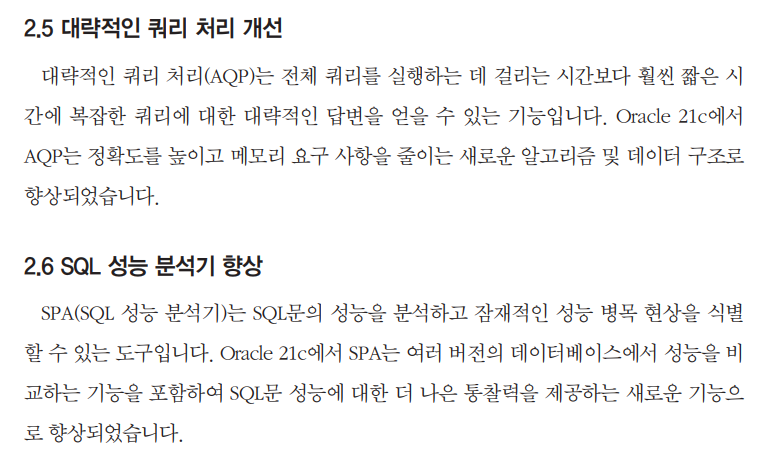 2.5 대략적인 쿼리 처리 개선
대략적인 쿼리 처리(AQP)는 전체 쿼리를 실행하는 데 걸리는 시간보다 훨씬 짧은 시
간에 복잡한 쿼리에 대한 대략적인 답변을 얻을 수 있는 기능입니다. Oracle 21c에서
AQP는 정확도를 높이고 메모리 요구 사항을 줄이는 새로운 알고리즘 및 데이터 구조로
향상되었습니다.
2.6 SQL 성능 분석기 향상
SPA(SQL 성능 분석기)는 SQL문의 성능을 분석하고 잠재적인 성능 병목 현상을 식별
할 수 있는 도구입니다. Oracle 21c에서 SPA는 여러 버전의 데이터베이스에서 성능을 비
교하는 기능을 포함하여 SQL문 성능에 대한 더 나은 통찰력을 제공하는 새로운 기능으
로 향상되었습니다.